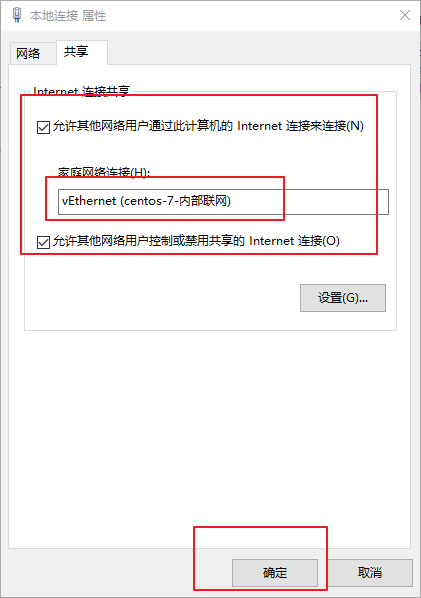 本地连接 属性
网络
共享
Internet 连接共享
允许其他网络用户通过此计算机的 Internet 连接来连接(N)
家庭网络连接(H):
vEthernet (centos-7-内部联网)
允许其他网络用户控制或禁用共享的 Internet 连接(O)
设置(G)...
确定
取消